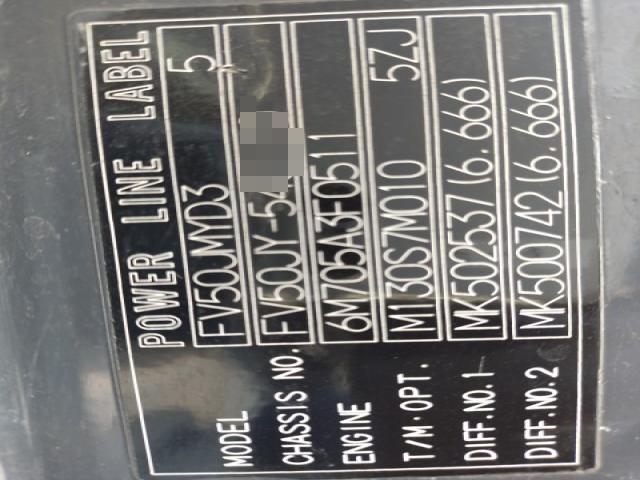 POWER LINE LABEL
MODEL FV50JMYD3 5
CHASSIS NO. FV50JY-54
ENGINE 6M705A3F0511
T/M·OPT. M130S7M010 5ZJ
DIFF.NO.1 MK502537(6.666)
DIFF.NO.2 MK500742(6.666)